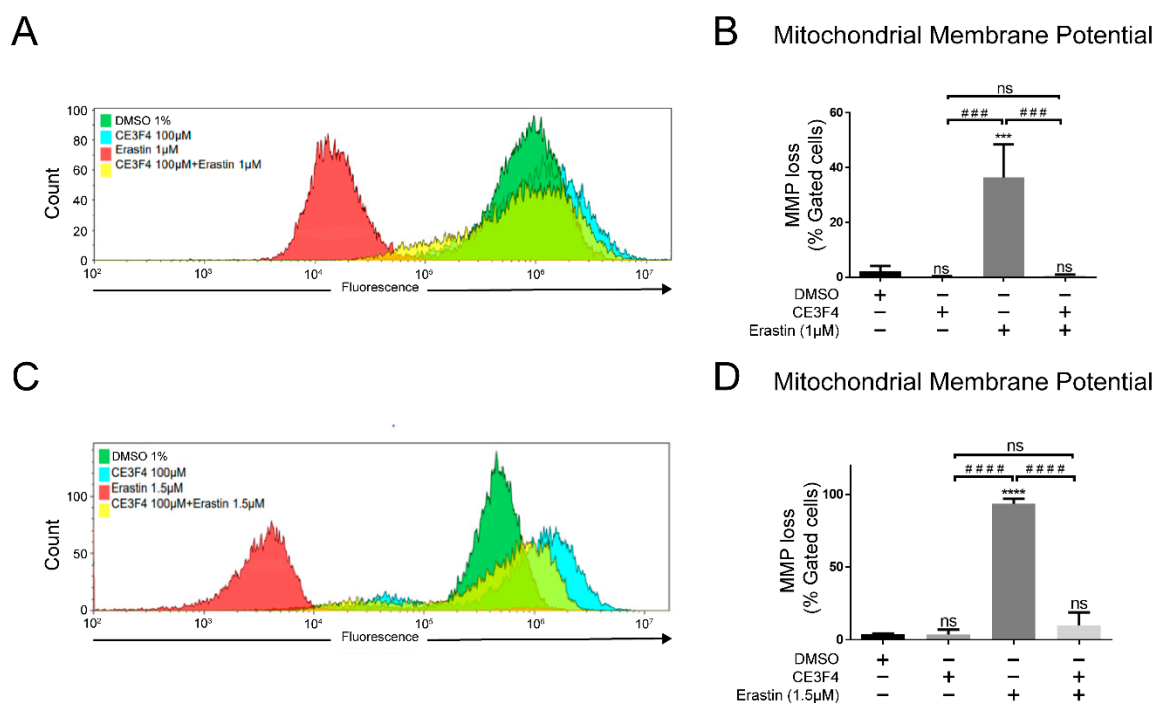 A
B Mitochondrial Membrane Potential
100
80
60
40
20
0
Count
DMSO 1%
CE3F4 100µM
Erastin 1µM
CE3F4 100µM+Erastin 1µM
10² 10³ 10⁴ 10⁵ 10⁶ 10⁷
Fluorescence
MMP loss
(% Gated cells)
60
40
20
0
ns
### ###
***
ns ns
DMSO + − − −
CE3F4 − + − +
Erastin (1µM) − − + +
C
D Mitochondrial Membrane Potential
100
50
0
Count
DMSO 1%
CE3F4 100µM
Erastin 1.5µM
CE3F4 100µM+Erastin 1.5µM
10² 10³ 10⁴ 10⁵ 10⁶ 10⁷
Fluorescence
MMP loss
(% Gated cells)
100
50
0
ns
#### ####
****
ns ns
DMSO + − − −
CE3F4 − + − +
Erastin (1.5µM) − − + +